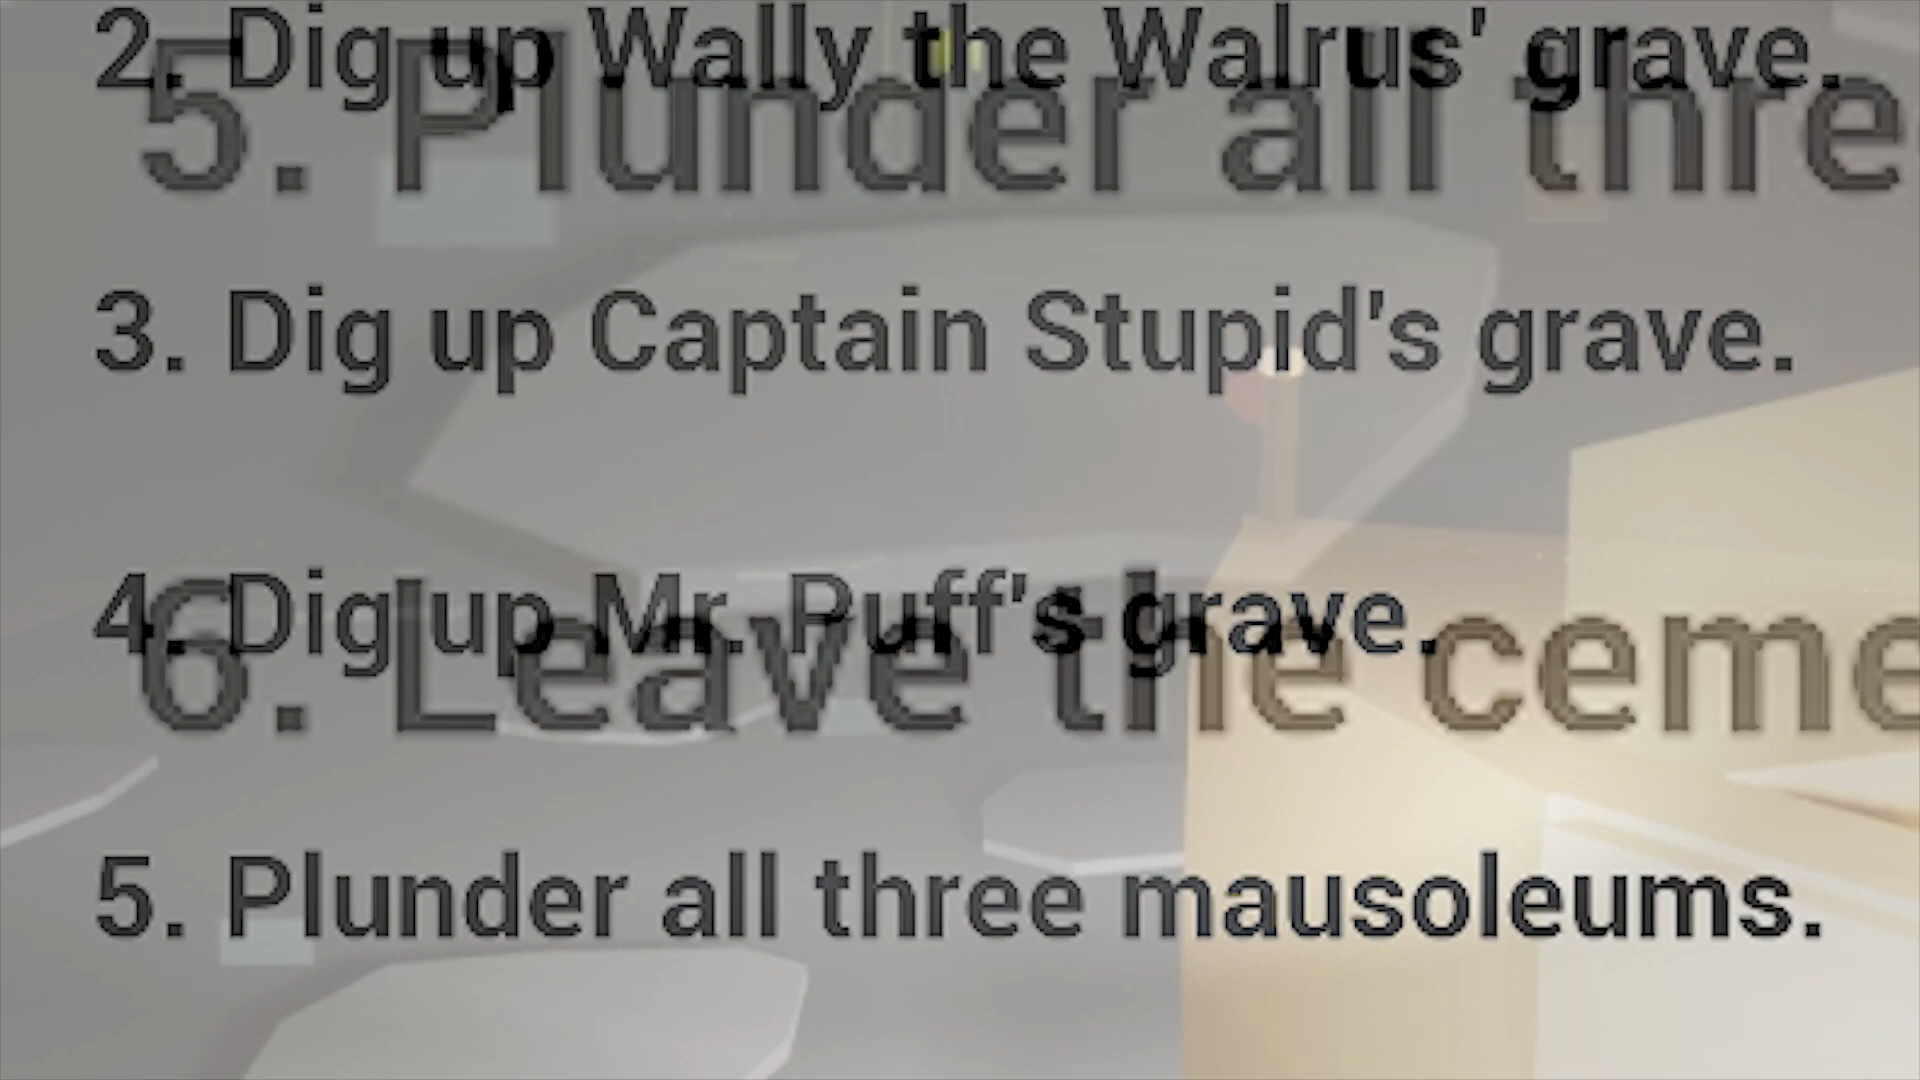 2. Dig up Wally the Walrus' grave.
5. Plunder all thre
3. Dig up Captain Stupid's grave.
4. Dig up Mr. Puff's grave.
6. Leave the ceme
5. Plunder all three mausoleums.